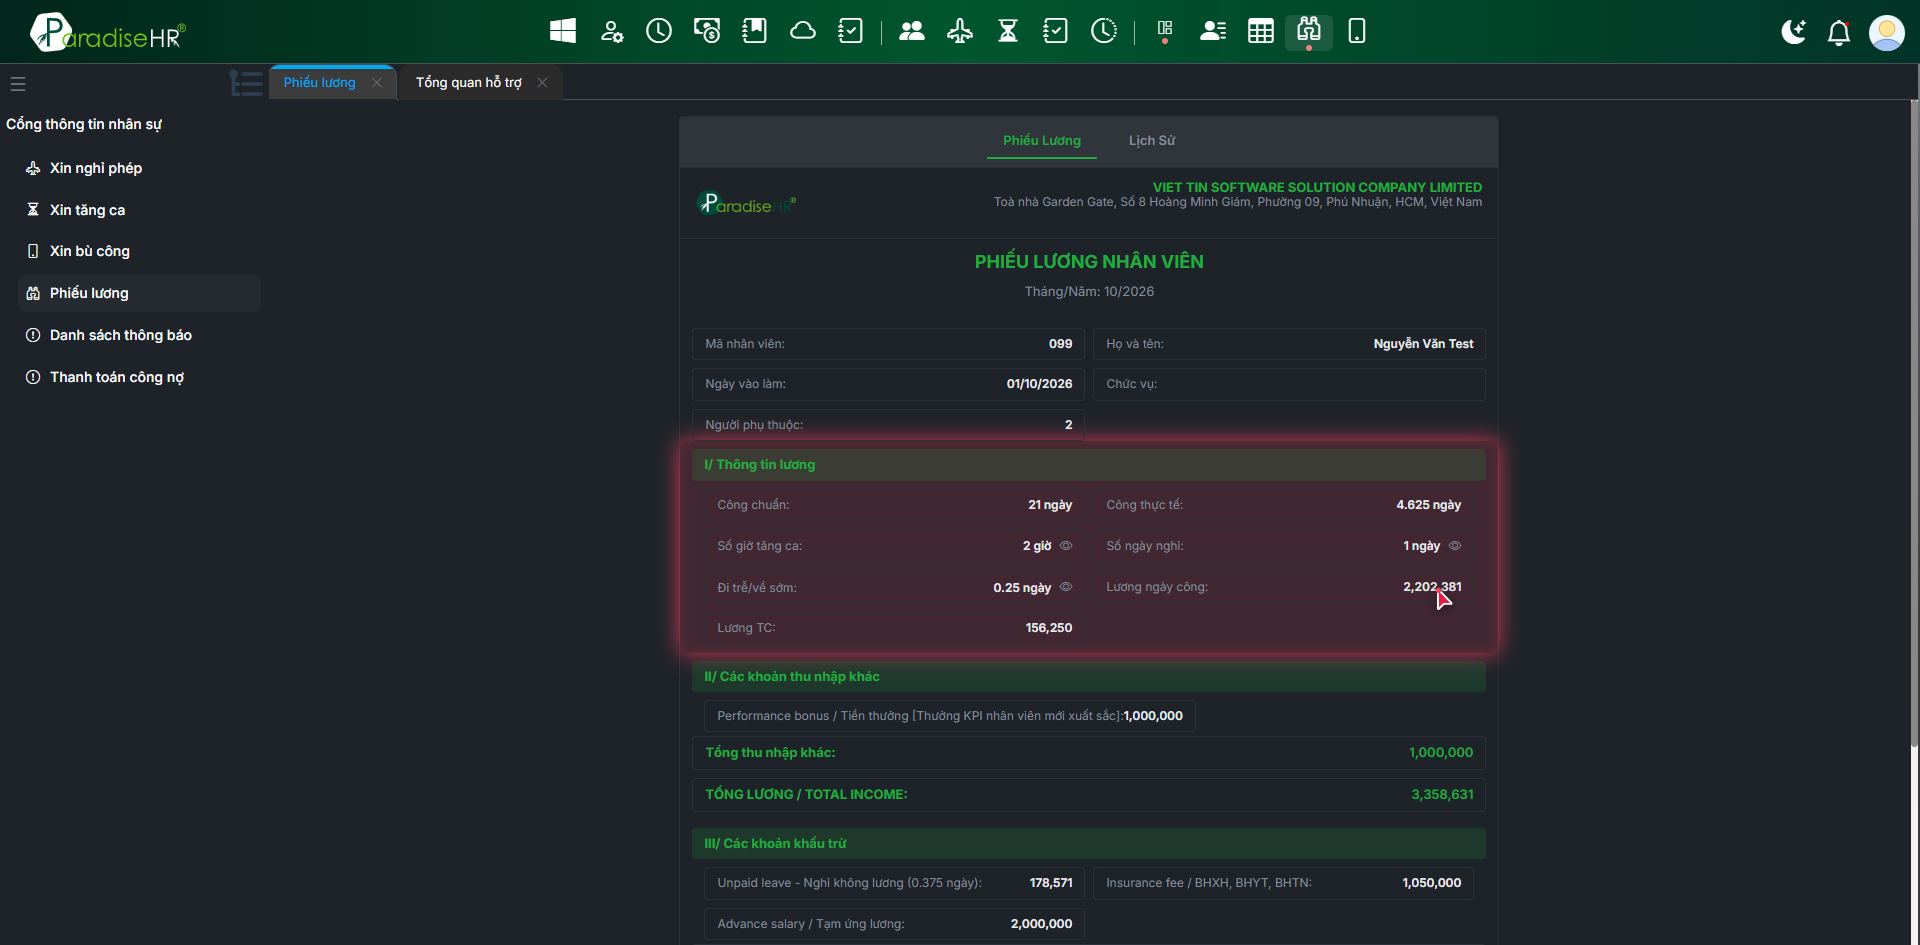 ParadiseHR®
Phiếu lương
Tổng quan hỗ trợ
Cổng thông tin nhân sự
Xin nghỉ phép
Xin tăng ca
Xin bù công
Phiếu lương
Danh sách thông báo
Thanh toán công nợ
Phiếu Lương
Lịch Sử
ParadiseHR®
VIET TIN SOFTWARE SOLUTION COMPANY LIMITED
Toà nhà Garden Gate, Số 8 Hoàng Minh Giám, Phường 09, Phú Nhuận, HCM, Việt Nam
PHIẾU LƯƠNG NHÂN VIÊN
Tháng/Năm: 10/2026
Mã nhân viên: 099
Họ và tên: Nguyễn Văn Test
Ngày vào làm: 01/10/2026
Chức vụ:
Người phụ thuộc: 2
I/ Thông tin lương
Công chuẩn: 21 ngày
Công thực tế: 4.625 ngày
Số giờ tăng ca: 2 giờ
Số ngày nghỉ: 1 ngày
Đi trễ/về sớm: 0.25 ngày
Lương ngày công: 2,202,381
Lương TC: 156,250
II/ Các khoản thu nhập khác
Performance bonus / Tiền thưởng [Thưởng KPI nhân viên mới xuất sắc]:1,000,000
Tổng thu nhập khác: 1,000,000
TỔNG LƯƠNG / TOTAL INCOME: 3,358,631
III/ Các khoản khấu trừ
Unpaid leave - Nghỉ không lương (0.375 ngày): 178,571
Insurance fee / BHXH, BHYT, BHTN: 1,050,000
Advance salary / Tạm ứng lương: 2,000,000